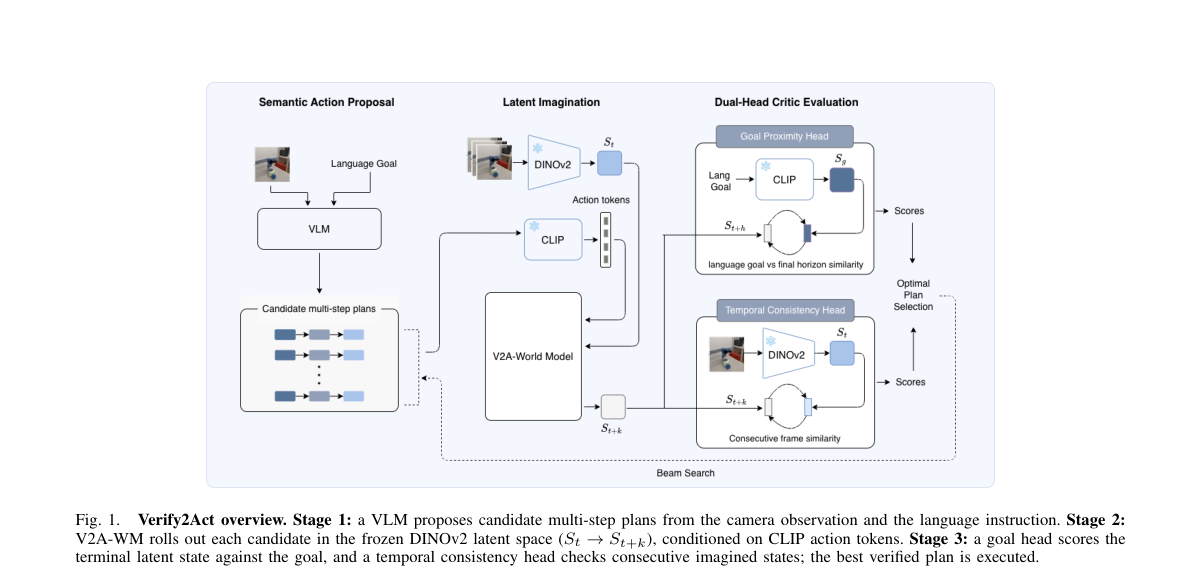 Semantic Action Proposal
Latent Imagination
Dual-Head Critic Evaluation
Language Goal
VLM
Candidate multi-step plans
DINOv2
S_t
Action tokens
CLIP
V2A-World Model
S_{t+k}
Goal Proximity Head
Lang
Goal
CLIP
S_g
S_{t+h}
language goal vs final horizon similarity
Scores
Optimal
Plan
Selection
Temporal Consistency Head
DINOv2
S_t
S_{t+k}
Consecutive frame similarity
Scores
Beam Search
Fig. 1. Verify2Act overview. Stage 1: a VLM proposes candidate multi-step plans from the camera observation and the language instruction. Stage 2:
V2A-WM rolls out each candidate in the frozen DINOv2 latent space (S_t → S_{t+k}), conditioned on CLIP action tokens. Stage 3: a goal head scores the
terminal latent state against the goal, and a temporal consistency head checks consecutive imagined states; the best verified plan is executed.